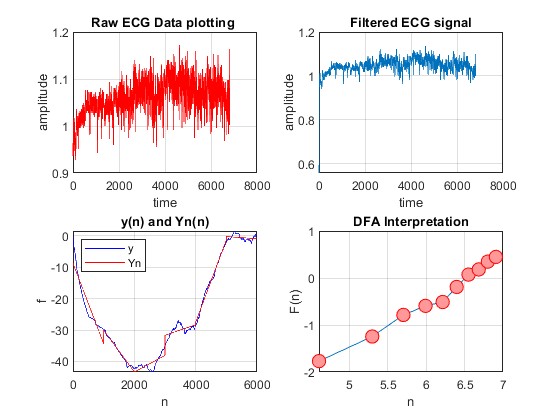 Raw ECG Data plotting
1.2
1.1
1
0.9
amplitude
0 2000 4000 6000 8000
time
Filtered ECG signal
1.2
1
0.8
0.6
amplitude
0 2000 4000 6000 8000
time
y(n) and Yn(n)
0
-10
-20
-30
-40
f
y
Yn
0 2000 4000 6000
n
DFA Interpretation
1
0
-1
-2
F(n)
5 5.5 6 6.5 7
n